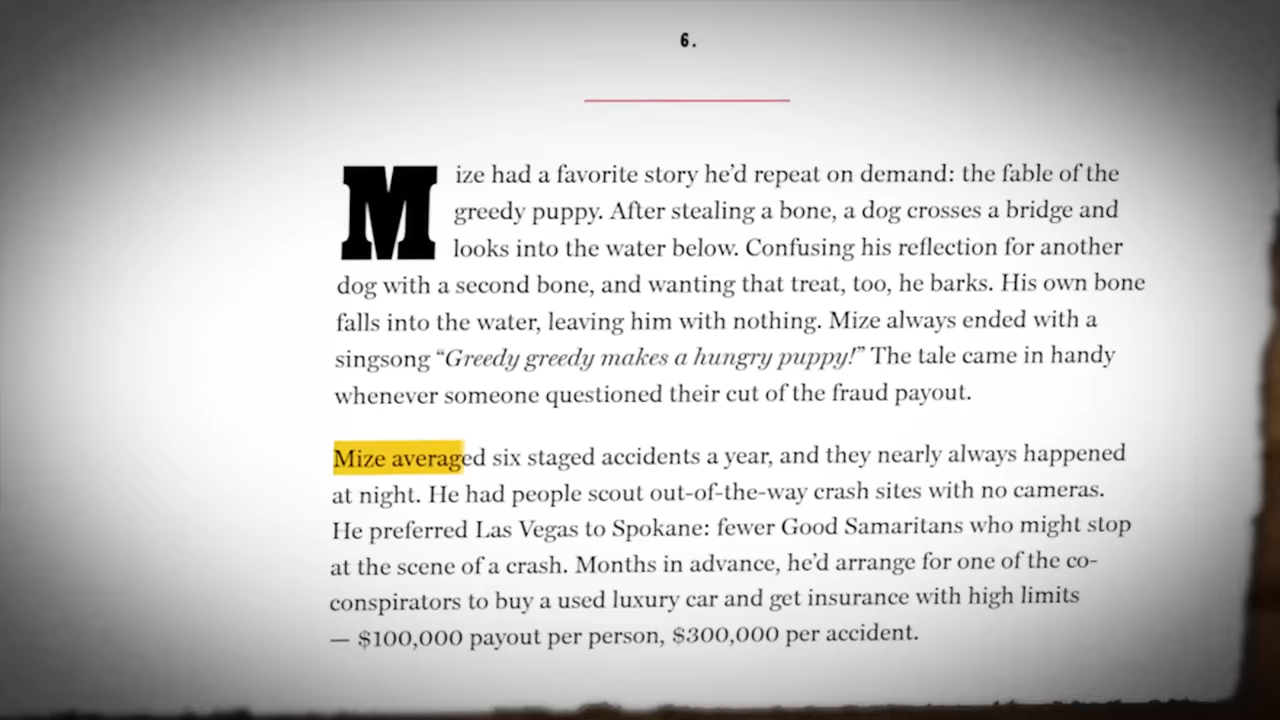 6.
Mize had a favorite story he’d repeat on demand: the fable of the
greedy puppy. After stealing a bone, a dog crosses a bridge and
looks into the water below. Confusing his reflection for another
dog with a second bone, and wanting that treat, too, he barks. His own bone
falls into the water, leaving him with nothing. Mize always ended with a
singsong “Greedy greedy makes a hungry puppy!” The tale came in handy
whenever someone questioned their cut of the fraud payout.
Mize averaged six staged accidents a year, and they nearly always happened
at night. He had people scout out-of-the-way crash sites with no cameras.
He preferred Las Vegas to Spokane: fewer Good Samaritans who might stop
at the scene of a crash. Months in advance, he’d arrange for one of the co-
conspirators to buy a used luxury car and get insurance with high limits
— $100,000 payout per person, $300,000 per accident.